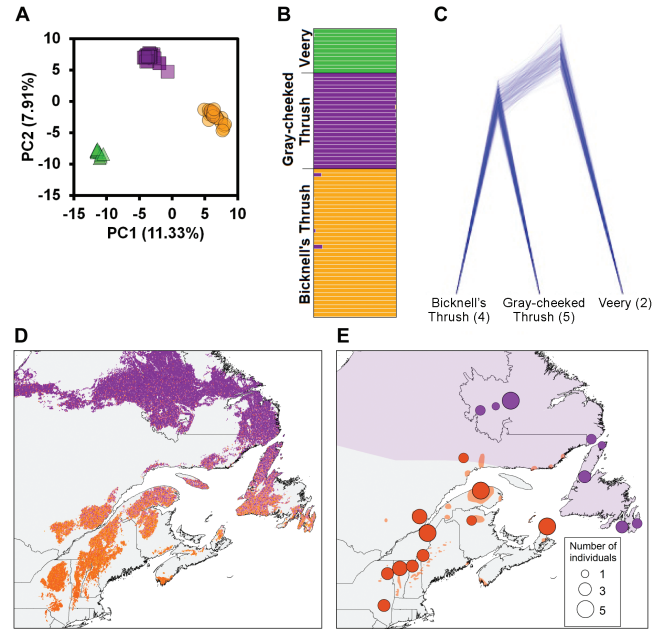 A
B
C
10
5
0
-5
-10
-15
PC2 (7.91%)
-15
-10
-5
0
5
10
PC1 (11.33%)
Veery
Gray-cheeked
Thrush
Bicknell's Thrush
Bicknell's
Thrush (4)
Gray-cheeked
Thrush (5)
Veery (2)
D
E
Number of
individuals
1
3
5